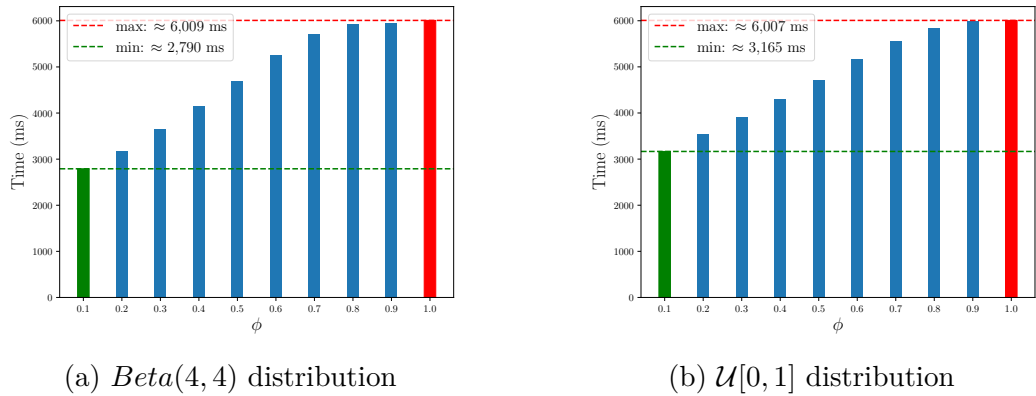 max: ≈ 6,009 ms
min: ≈ 2,790 ms
Time (ms)
6000
5000
4000
3000
2000
1000
0
0.1 0.2 0.3 0.4 0.5 0.6 0.7 0.8 0.9 1.0
ϕ
(a) Beta(4, 4) distribution
max: ≈ 6,007 ms
min: ≈ 3,165 ms
Time (ms)
6000
5000
4000
3000
2000
1000
0
0.1 0.2 0.3 0.4 0.5 0.6 0.7 0.8 0.9 1.0
ϕ
(b) 𝒰[0, 1] distribution